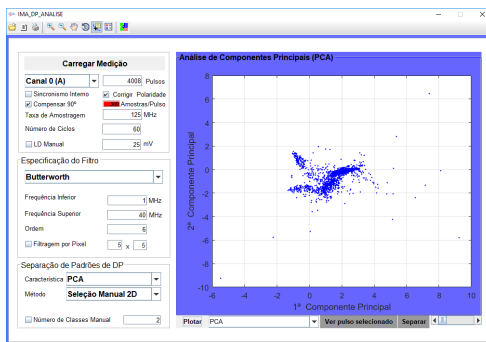 IMA_DP_ANALISE
Carregar Medição
Canal 0 (A) 4008 Pulsos
Sincronismo Interno Corrigir Polaridade
Compensar 90º Amostras/Pulso
Taxa de Amostragem 125 MHz
Número de Ciclos 60
LD Manual 25 mV
Especificação do Filtro
Butterworth
Frequência Inferior 1 MHz
Frequência Superior 40 MHz
Ordem 6
Filtragem por Pixel 5 x 5
Separação de Padrões de DP
Característica PCA
Método Seleção Manual 2D
Número de Classes Manual 2
Análise de Componentes Principais (PCA)
8
6
4
2
0
-2
-4
-6
-8
-10
2ª Componente Principal
-6 -4 -2 0 2 4 6 8 10
1ª Componente Principal
Plotar PCA Ver pulso selecionado Separar